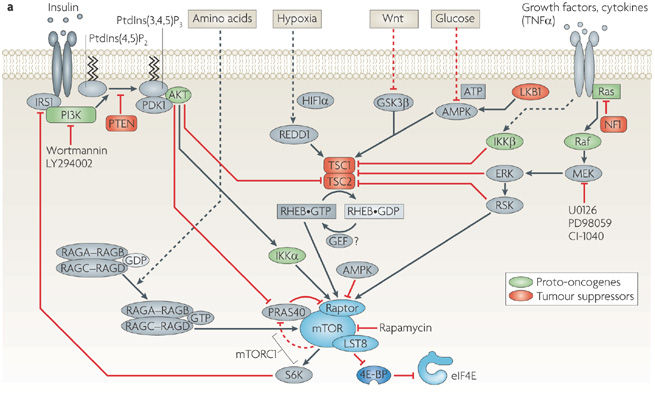 a
Insulin
PtdIns(3,4,5)P3
PtdIns(4,5)P2
Amino acids
Hypoxia
Wnt
Glucose
Growth factors, cytokines
(TNFα)
IRS1
PI3K
PTEN
PDK1
AKT
Wortmannin
LY294002
HIF1α
REDD1
GSK3β
ATP
AMPK
LKB1
Ras
NF1
IKKβ
Raf
TSC1
TSC2
ERK
MEK
RSK
U0126
PD98059
CI-1040
RHEB•GTP
RHEB•GDP
GEF ?
IKKα
AMPK
RAGA–RAGB
RAGC–RAGD
GDP
RAGA–RAGB
RAGC–RAGD
GTP
PRAS40
Raptor
mTOR
LST8
Rapamycin
mTORC1
S6K
4E-BP
eIF4E
Proto-oncogenes
Tumour suppressors